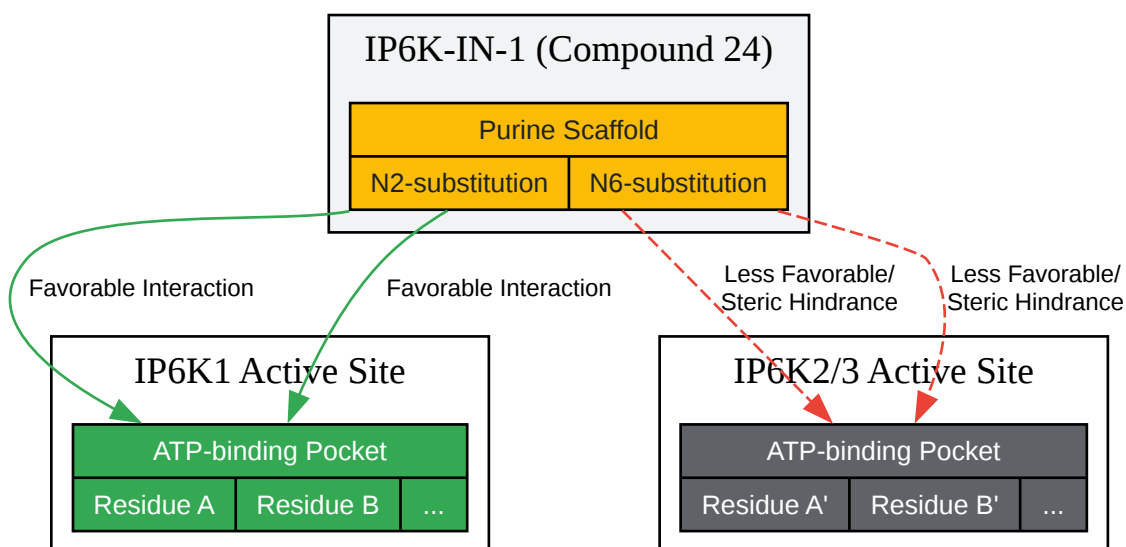 IP6K-IN-1 (Compound 24)
Purine Scaffold
N2-substitution
N6-substitution
Favorable Interaction
Favorable Interaction
Less Favorable/
Steric Hindrance
Less Favorable/
Steric Hindrance
IP6K1 Active Site
ATP-binding Pocket
Residue A
Residue B
...
IP6K2/3 Active Site
ATP-binding Pocket
Residue A'
Residue B'
...